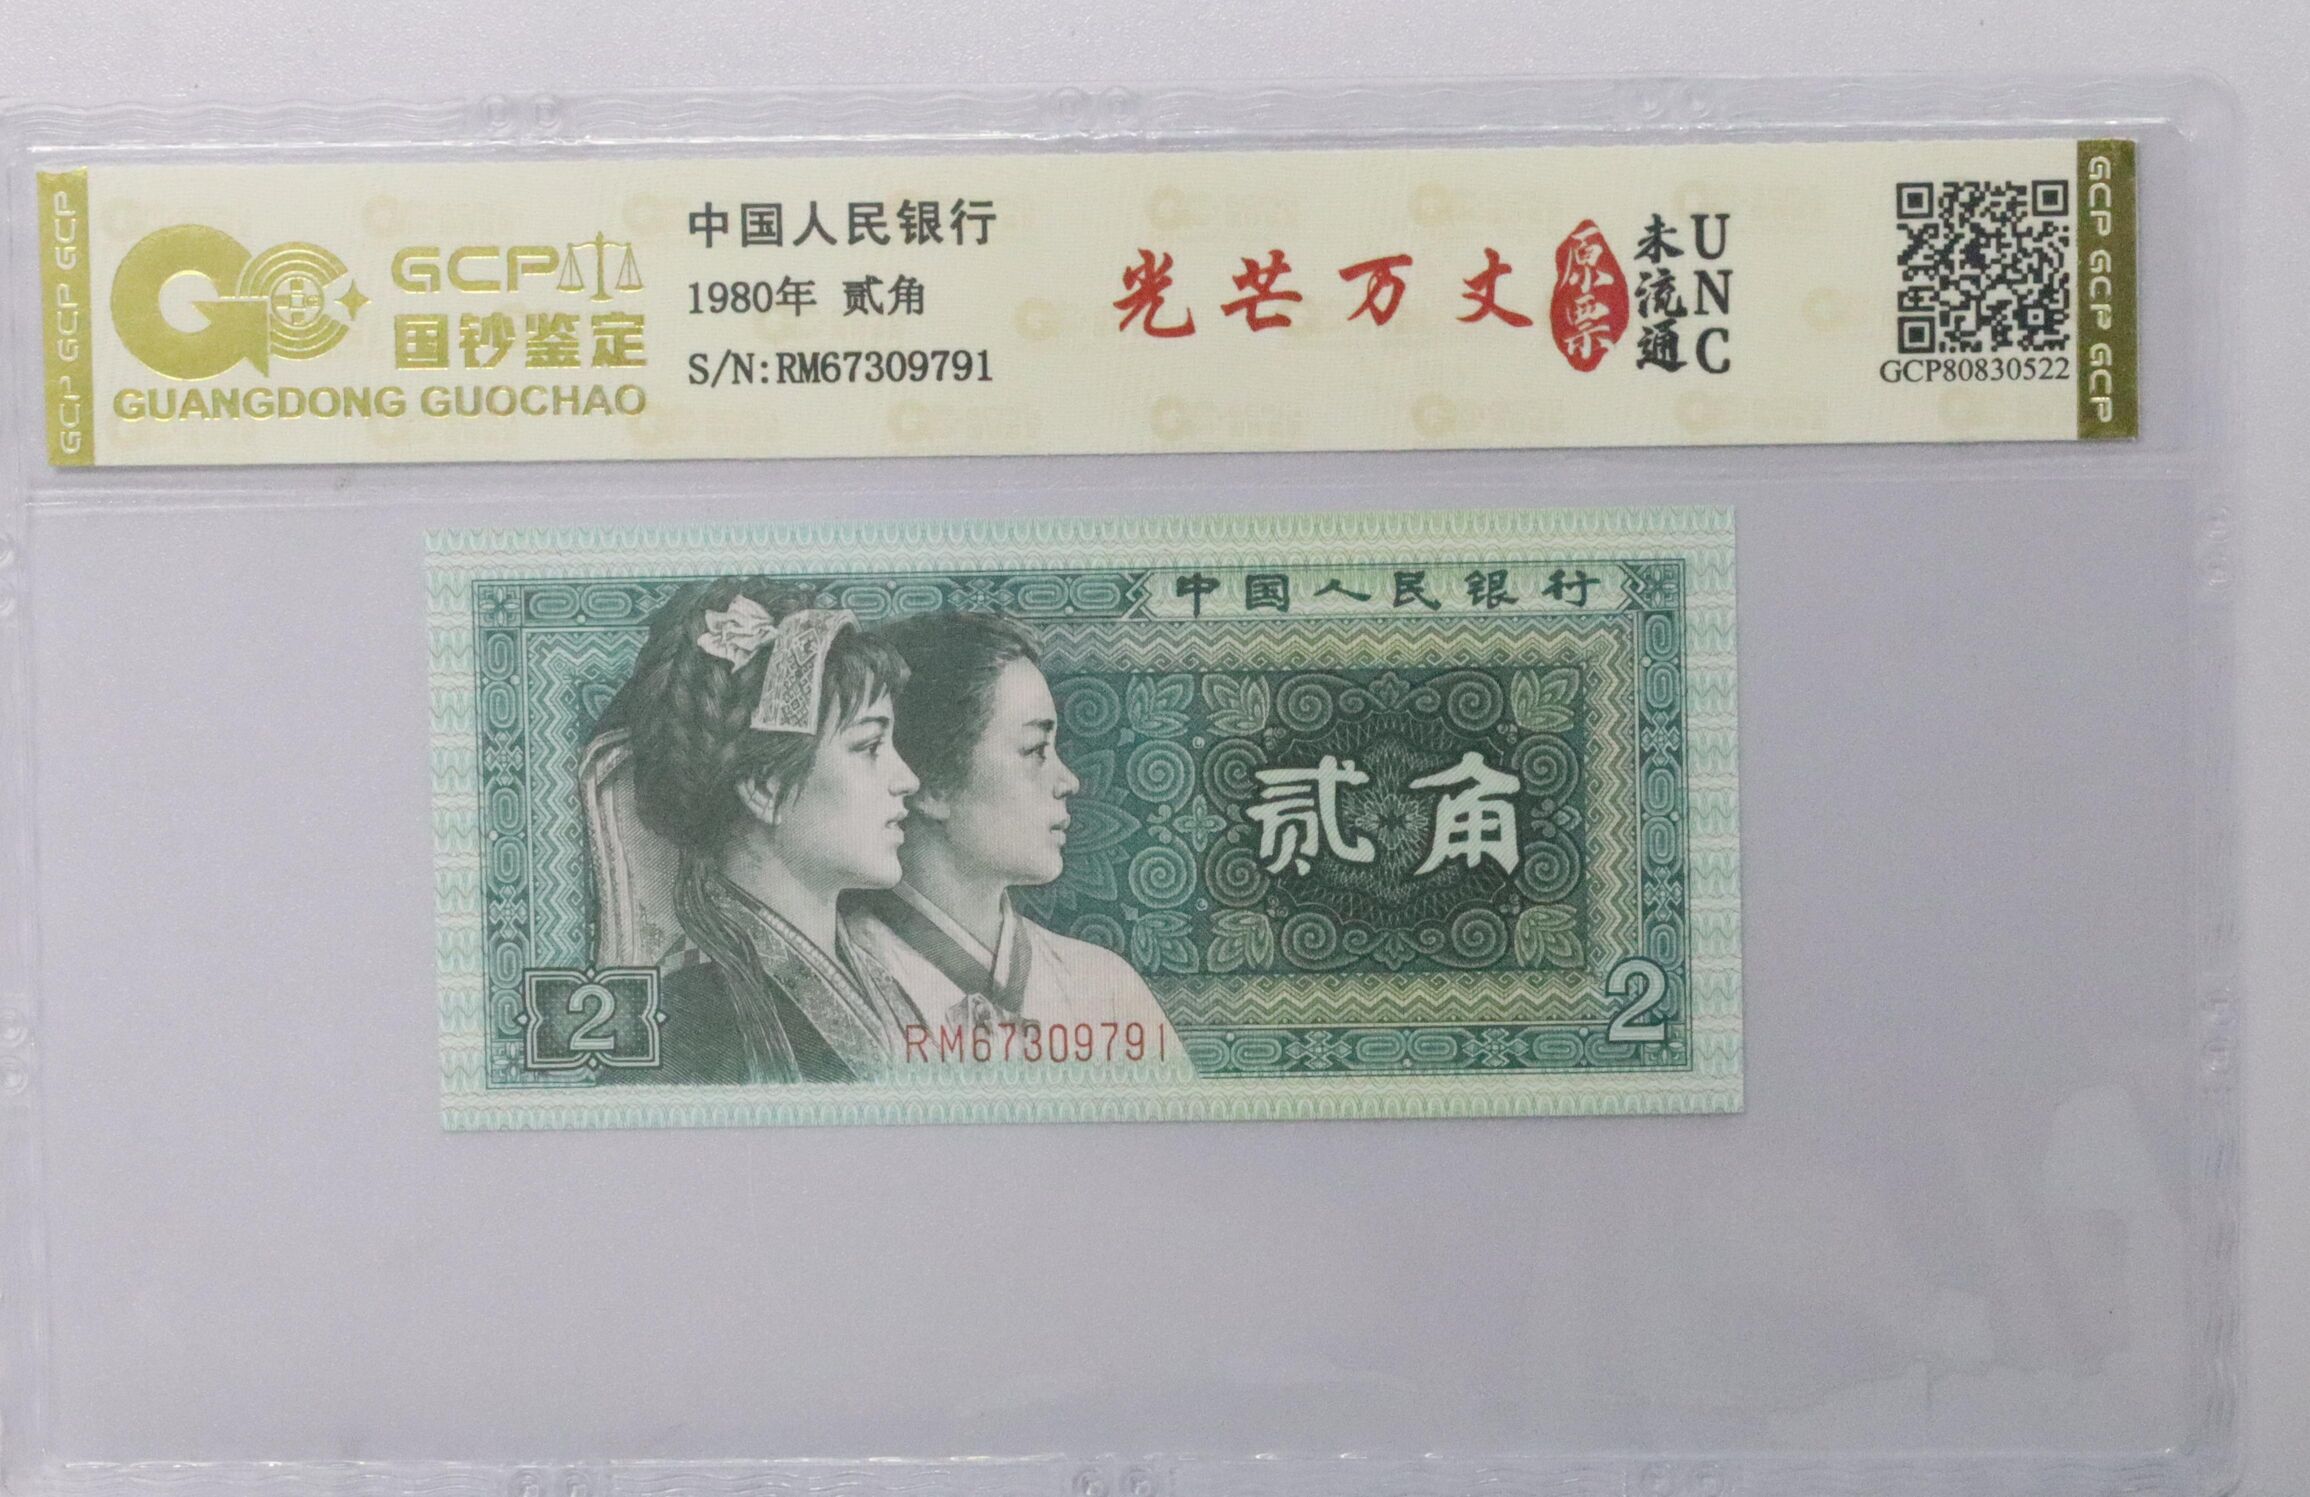 GCP GCP GCP
GCP
国钞鉴定
GUANGDONG GUOCHAO
中国人民银行
1980年 贰角
S/N:RM67309791
光芒万丈
原票
未流通
UNC
GCP80830522
GCP GCP GCP
中国人民银行
贰角
2
2
RM67309791